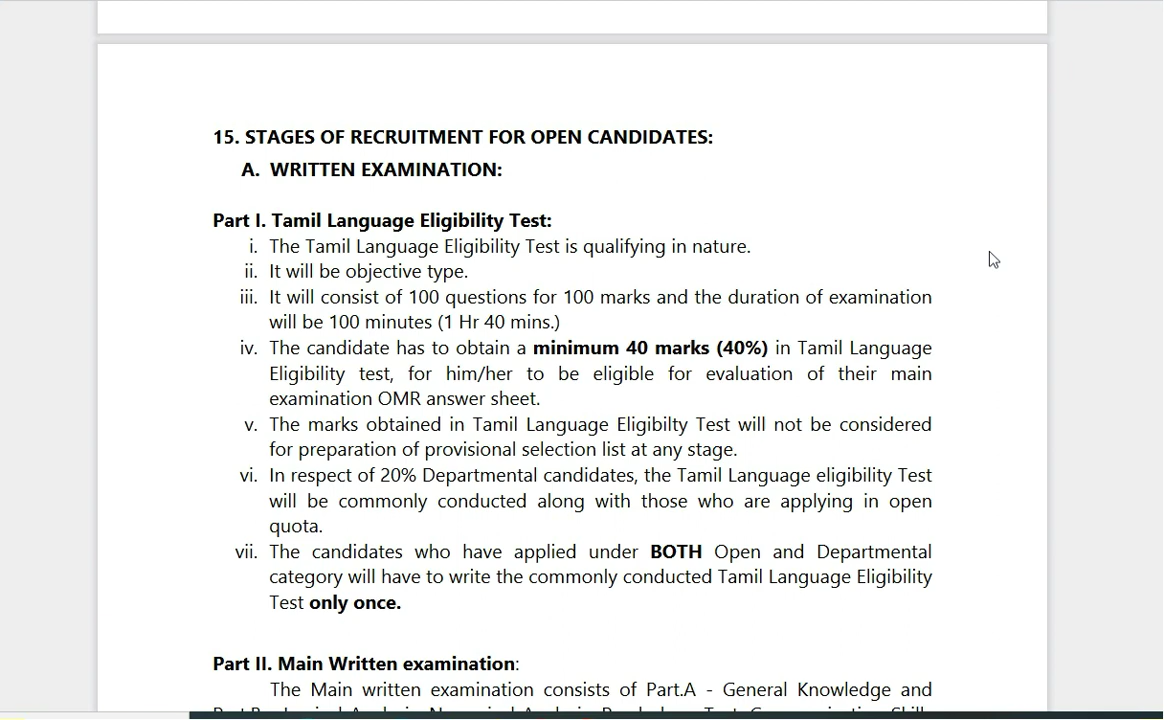 15. STAGES OF RECRUITMENT FOR OPEN CANDIDATES:
A. WRITTEN EXAMINATION:
Part I. Tamil Language Eligibility Test:
i. The Tamil Language Eligibility Test is qualifying in nature.
ii. It will be objective type.
iii. It will consist of 100 questions for 100 marks and the duration of examination
will be 100 minutes (1 Hr 40 mins.)
iv. The candidate has to obtain a minimum 40 marks (40%) in Tamil Language
Eligibility test, for him/her to be eligible for evaluation of their main
examination OMR answer sheet.
v. The marks obtained in Tamil Language Eligibilty Test will not be considered
for preparation of provisional selection list at any stage.
vi. In respect of 20% Departmental candidates, the Tamil Language eligibility Test
will be commonly conducted along with those who are applying in open
quota.
vii. The candidates who have applied under BOTH Open and Departmental
category will have to write the commonly conducted Tamil Language Eligibility
Test only once.
Part II. Main Written examination:
The Main written examination consists of Part.A - General Knowledge and